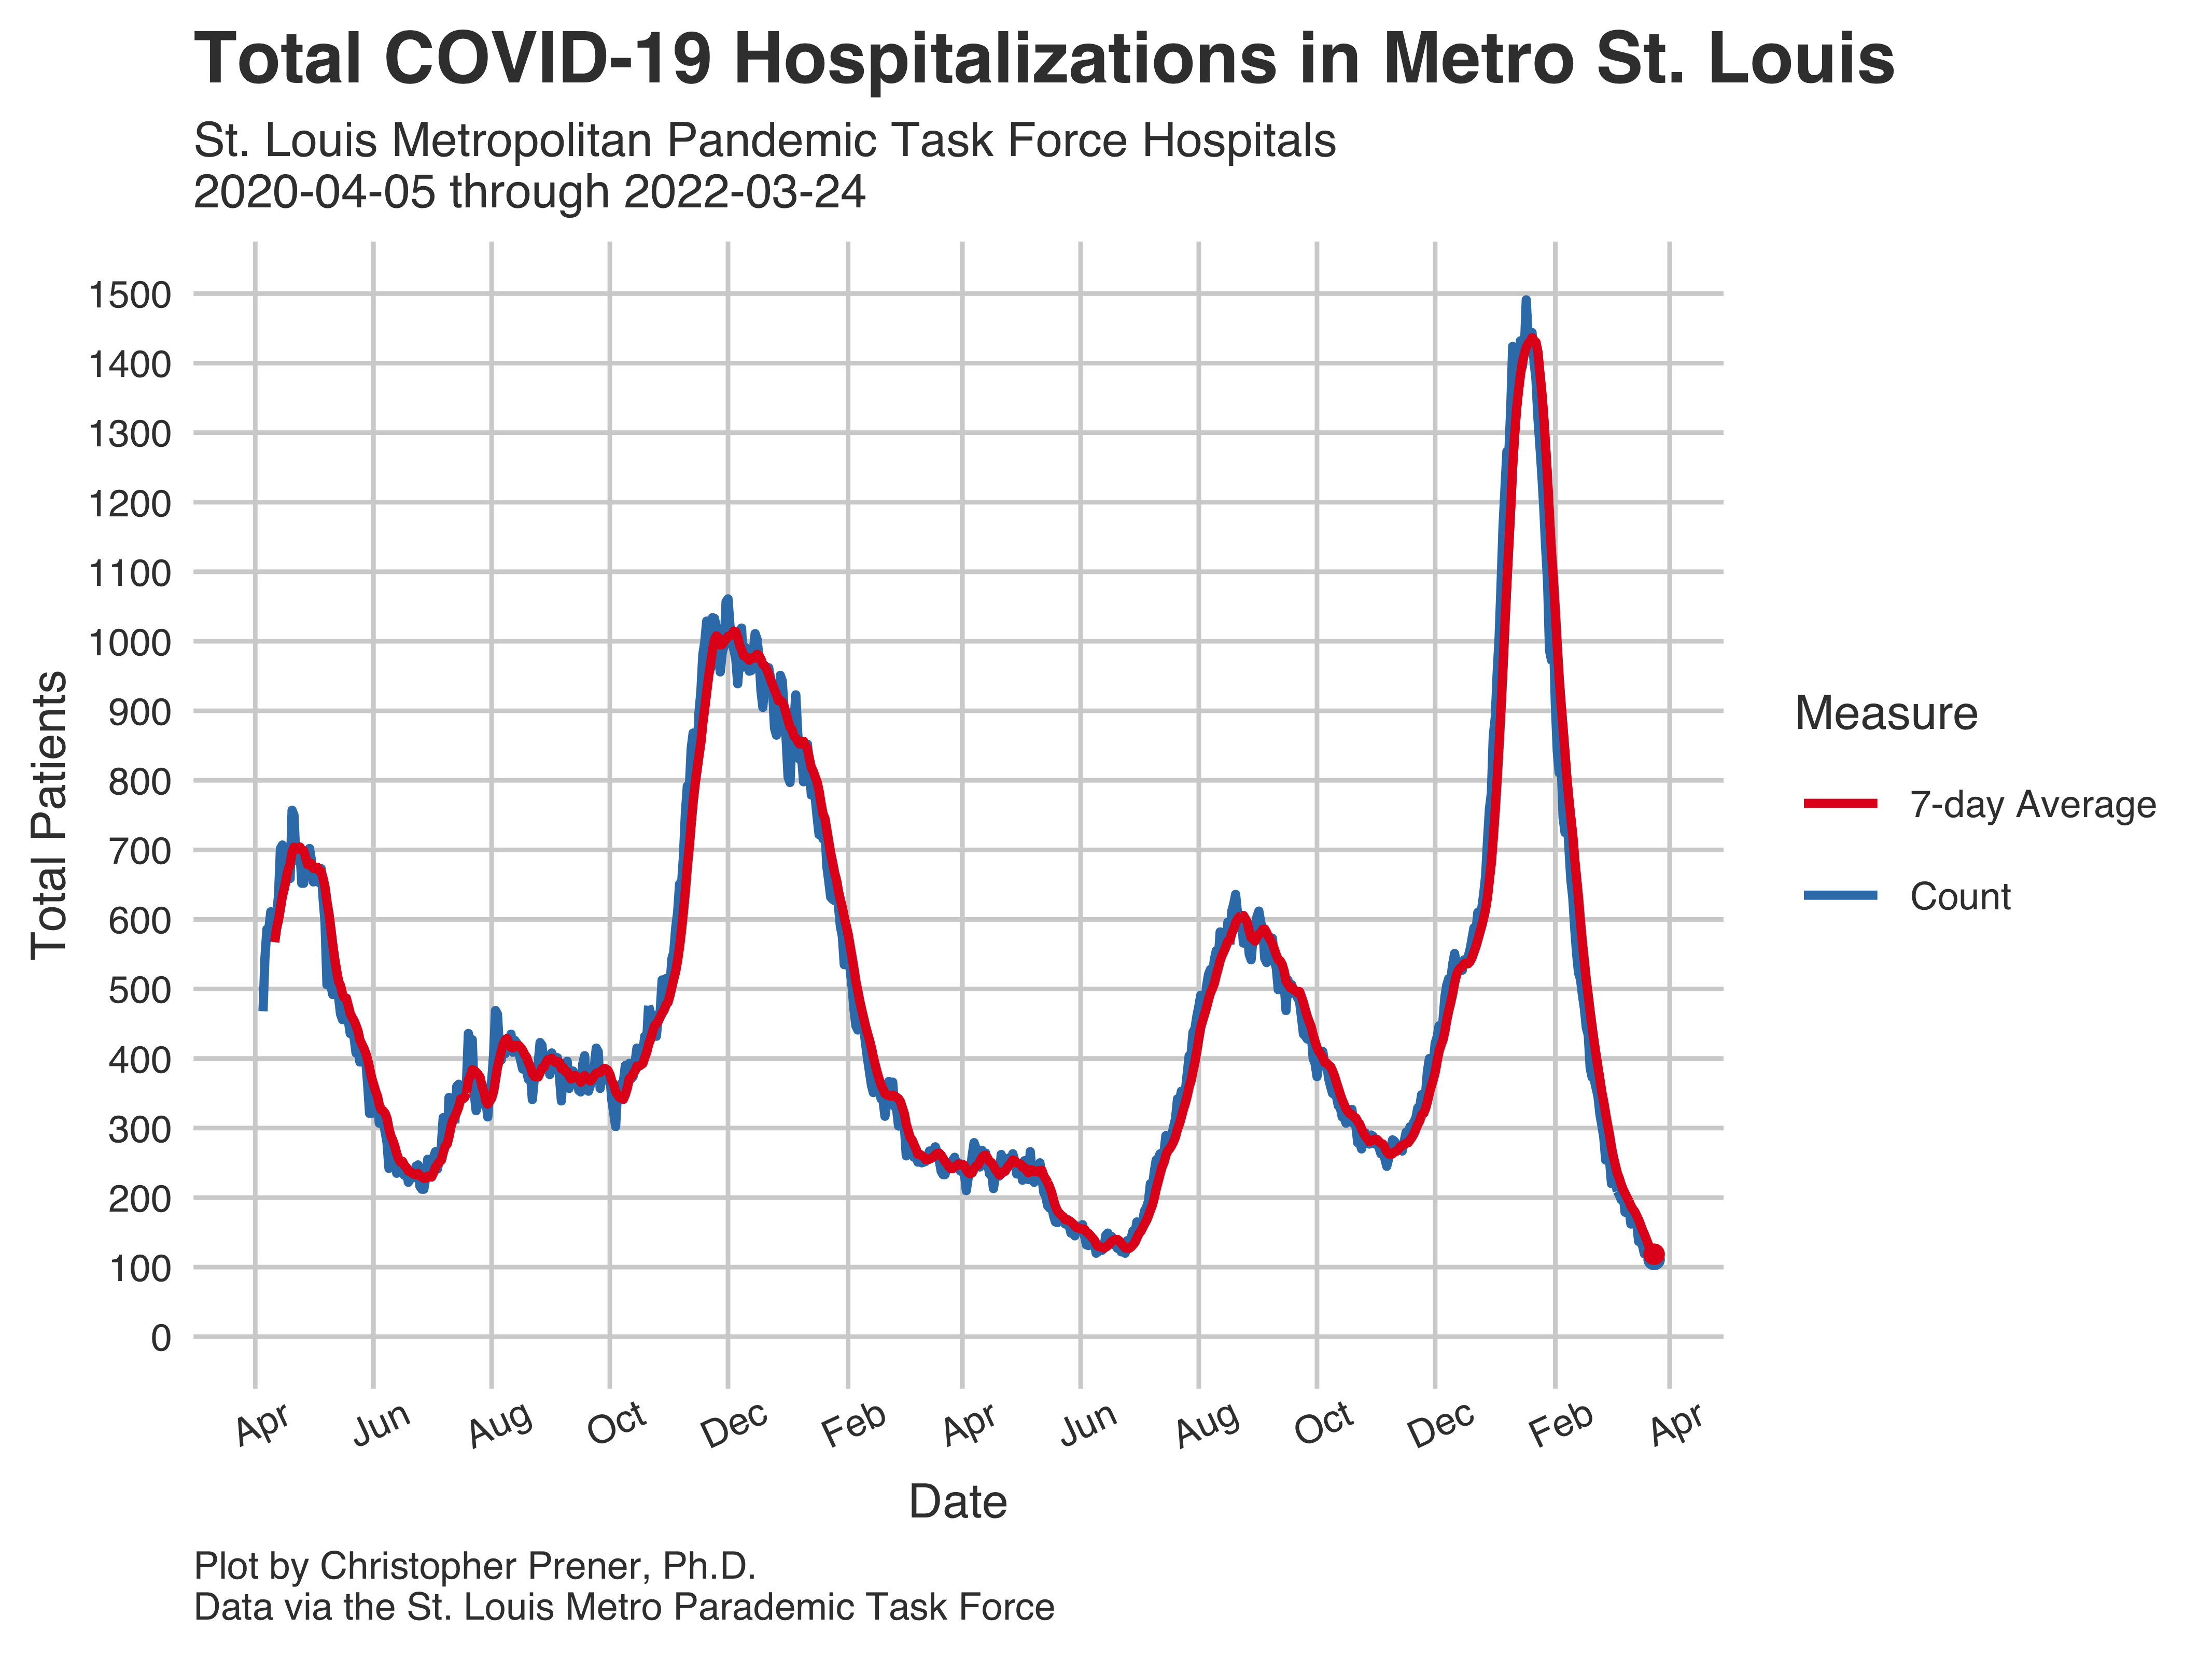 Total COVID-19 Hospitalizations in Metro St. Louis
St. Louis Metropolitan Pandemic Task Force Hospitals
2020-04-05 through 2022-03-24
Total Patients
1500
1400
1300
1200
1100
1000
900
800
700
600
500
400
300
200
100
0
Apr
Jun
Aug
Oct
Dec
Feb
Apr
Jun
Aug
Oct
Dec
Feb
Apr
Date
Measure
7-day Average
Count
Plot by Christopher Prener, Ph.D.
Data via the St. Louis Metro Parademic Task Force